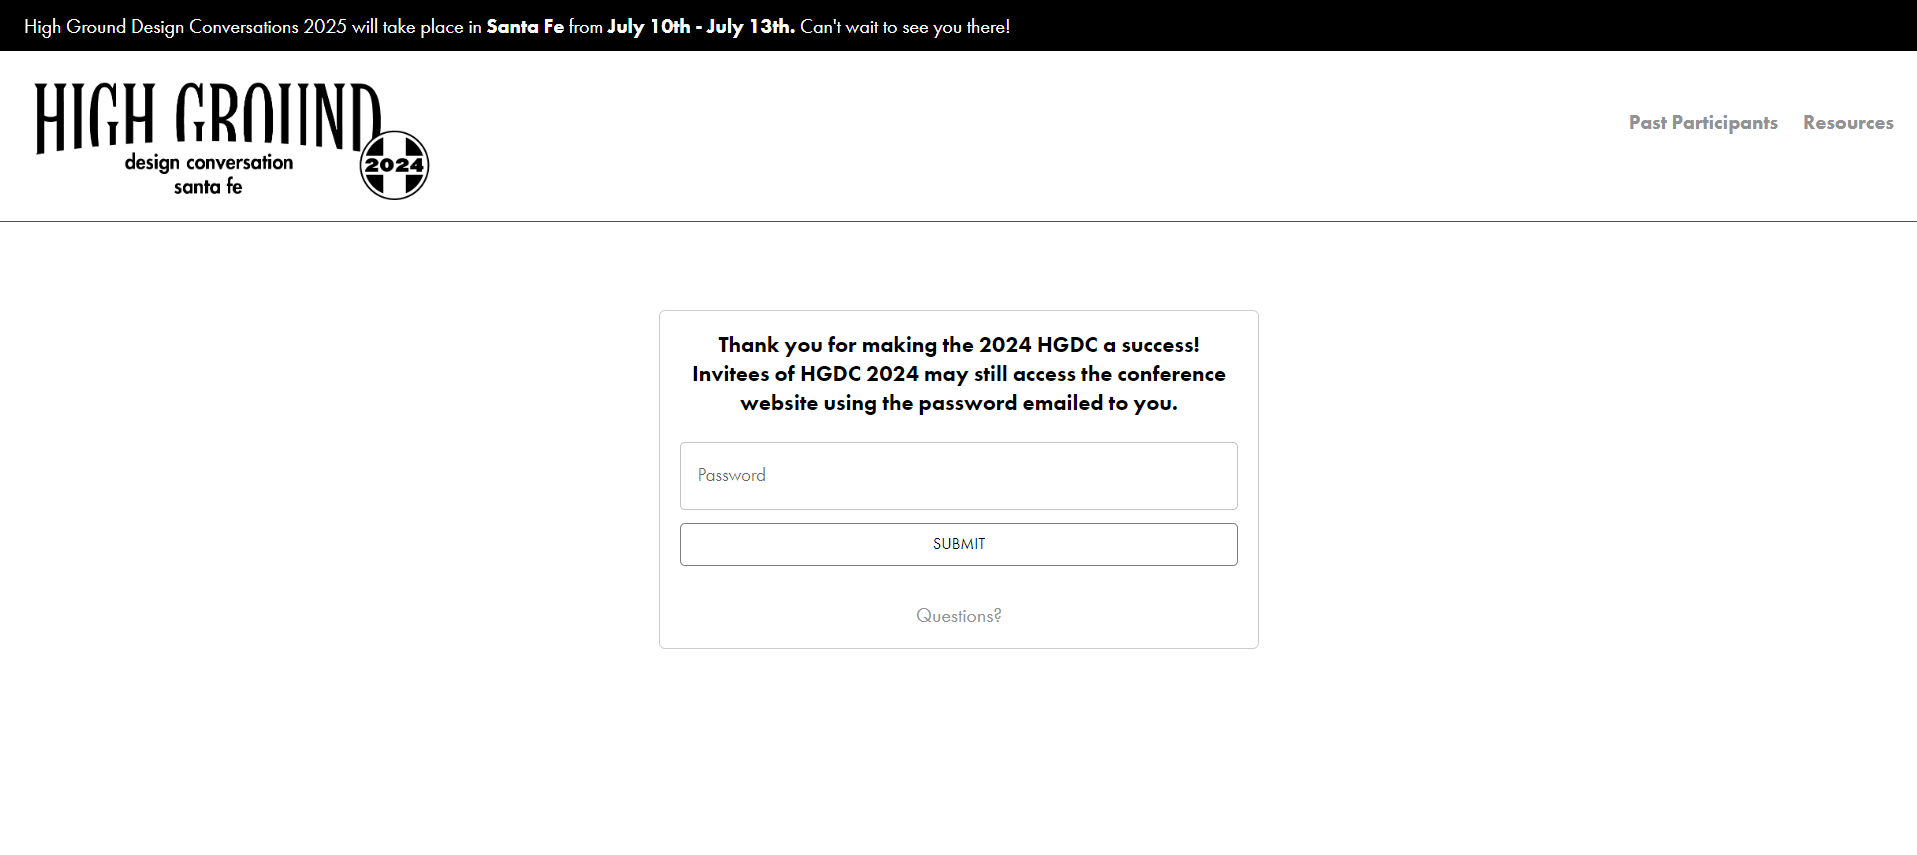 High Ground Design Conversations 2025 will take place in Santa Fe from July 10th - July 13th. Can't wait to see you there!
HIGH GROUND
design conversation
santa fe
2024
Past Participants
Resources
Thank you for making the 2024 HGDC a success!
Invitees of HGDC 2024 may still access the conference
website using the password emailed to you.
Password
SUBMIT
Questions?